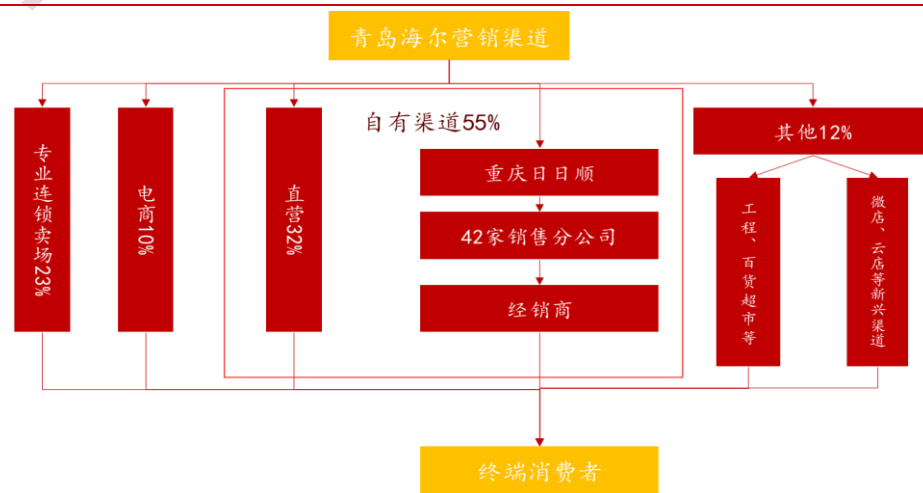 青岛海尔营销渠道
专业连锁卖场23%
电商10%
直营32%
自有渠道55%
重庆日日顺
42家销售分公司
经销商
其他12%
工程、百货超市等
微店、云店等新兴渠道
终端消费者